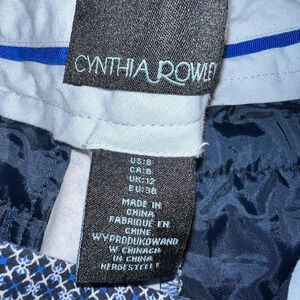 CYNTHIA ROWLEY
US:8
CA:8
UK:12
EU:38
MADE IN
CHINA
FABRIQUÉ EN
CHINE
WYPRODUKOWANO
W CHINACH
IN CHINA
HERGESTELLT